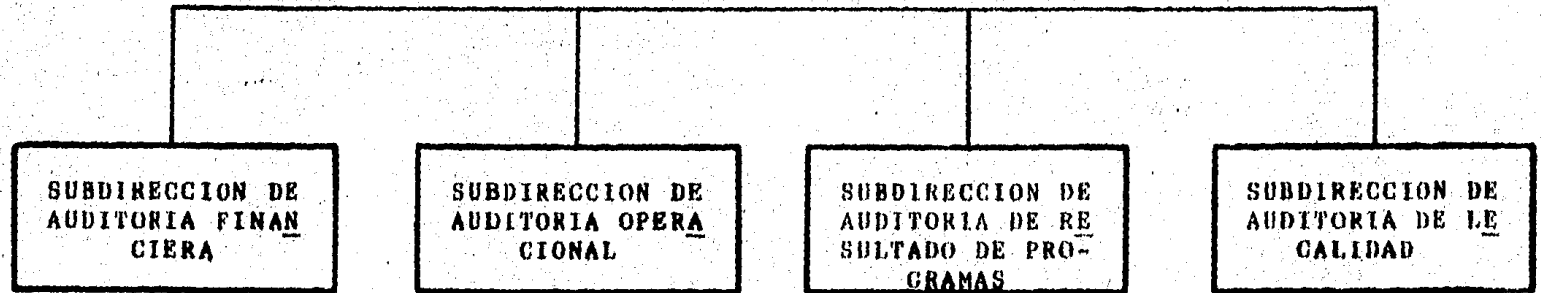 SUBDIRECCION DE
AUDITORIA FINAN
CIERA
SUBDIRECCION DE
AUDITORIA OPERA
CIONAL
SUBDIRECCION DE
AUDITORIA DE RE
SULTADO DE PRO-
GRAMAS
SUBDIRECCION DE
AUDITORIA DE LE
CALIDAD